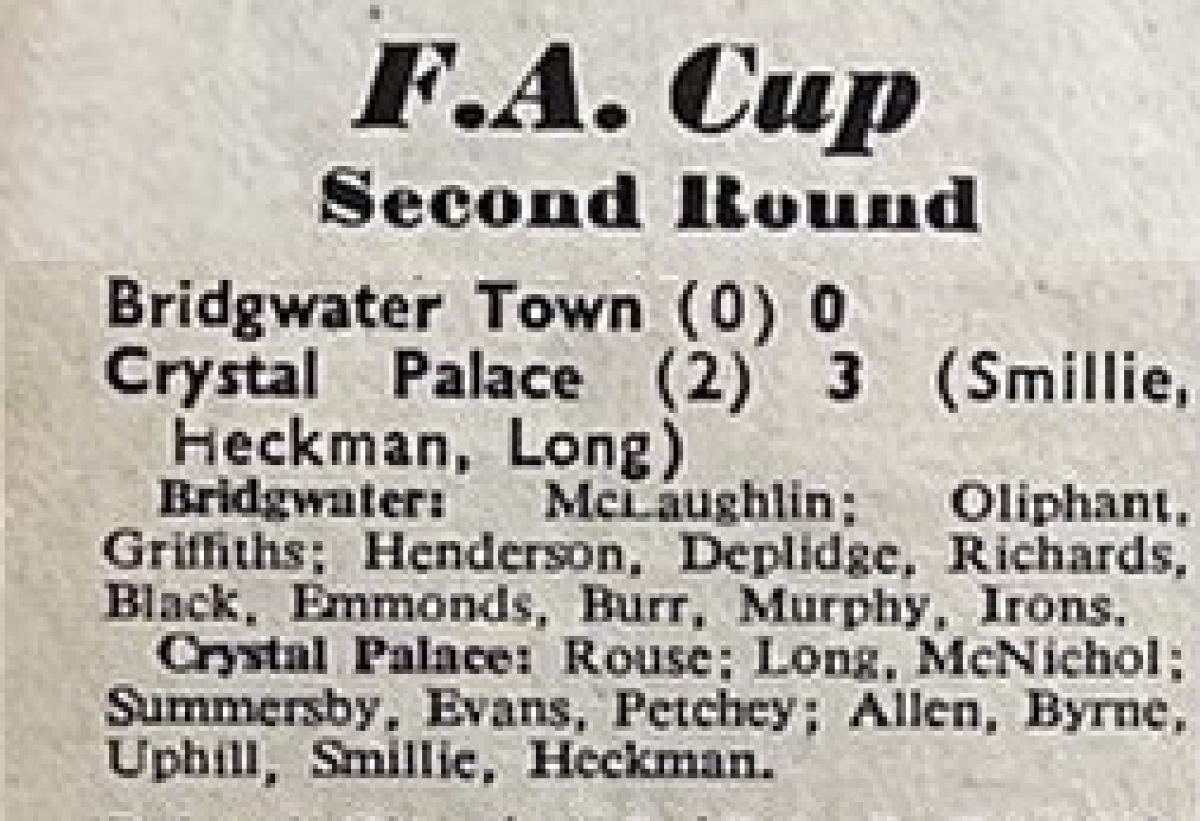 F.A. Cup
Second Round
Bridgwater Town (0) 0
Crystal Palace (2) 3 (Smillie,
Heckman, Long)
Bridgwater: McLaughlin; Oliphant,
Griffiths; Henderson, Deplidge, Richards,
Black, Emmonds, Burr, Murphy, Irons.
Crystal Palace: Rouse; Long, McNichol;
Summersby, Evans, Petchey; Allen, Byrne,
Uphill, Smillie, Heckman.